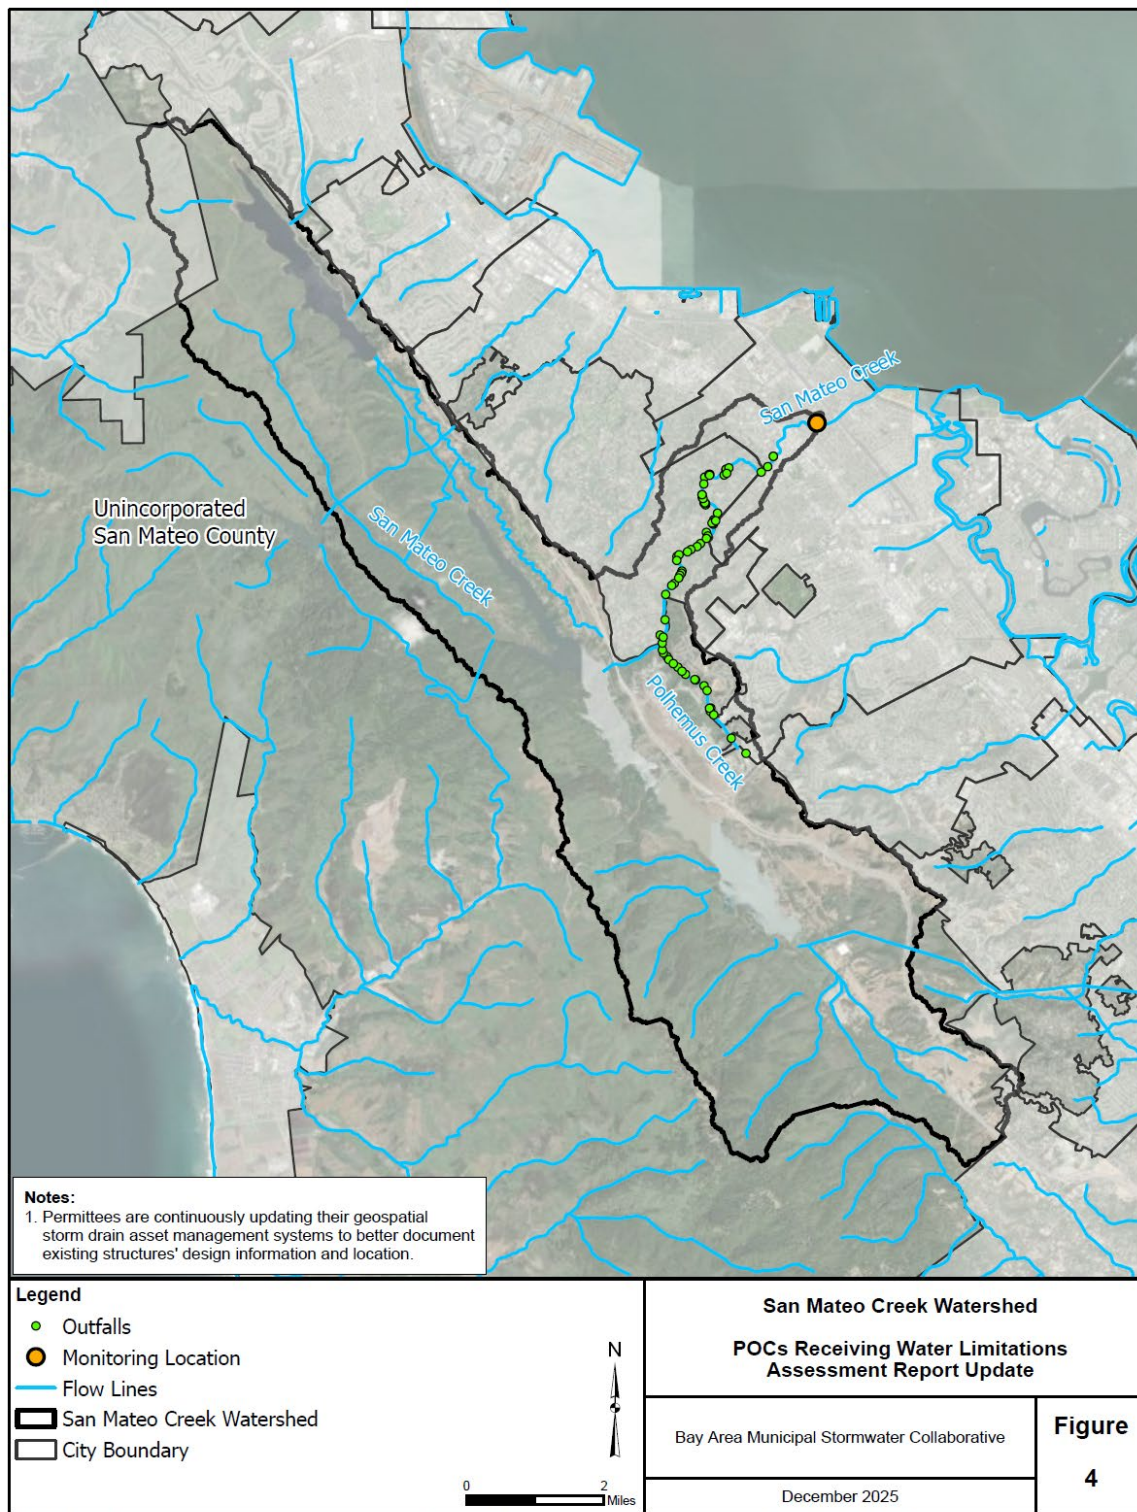 San Mateo Creek
Unincorporated
San Mateo County
San Mateo Creek
Polhemus Creek
Notes:
1. Permittees are continuously updating their geospatial
storm drain asset management systems to better document
existing structures' design information and location.
Legend
Outfalls
Monitoring Location
Flow Lines
San Mateo Creek Watershed
City Boundary
N
0 2
Miles
San Mateo Creek Watershed
POCs Receiving Water Limitations
Assessment Report Update
Bay Area Municipal Stormwater Collaborative
December 2025
Figure
4